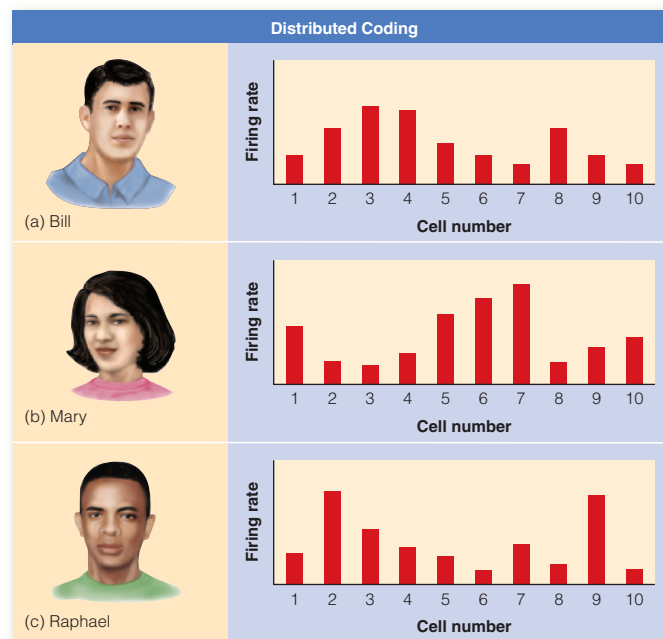 Distributed Coding
Firing rate
1 2 3 4 5 6 7 8 9 10
Cell number
(a) Bill
Firing rate
1 2 3 4 5 6 7 8 9 10
Cell number
(b) Mary
Firing rate
1 2 3 4 5 6 7 8 9 10
Cell number
(c) Raphael